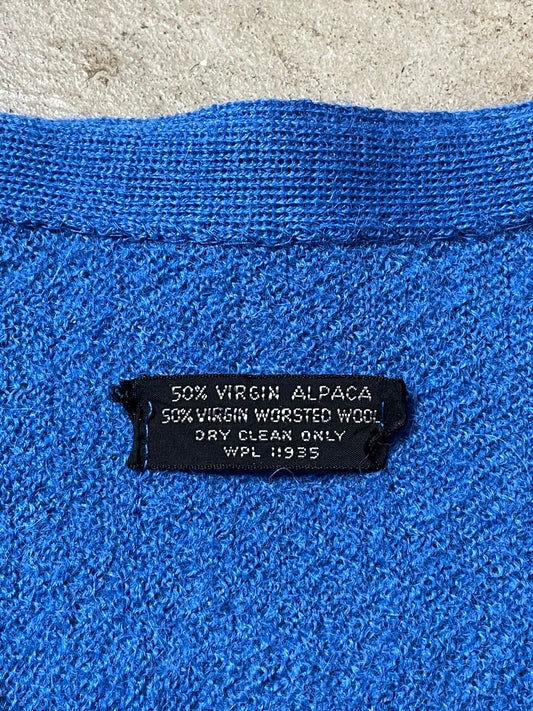 50% VIRGIN ALPACA
50% VIRGIN WORSTED WOOL
DRY CLEAN ONLY
WPL 11935